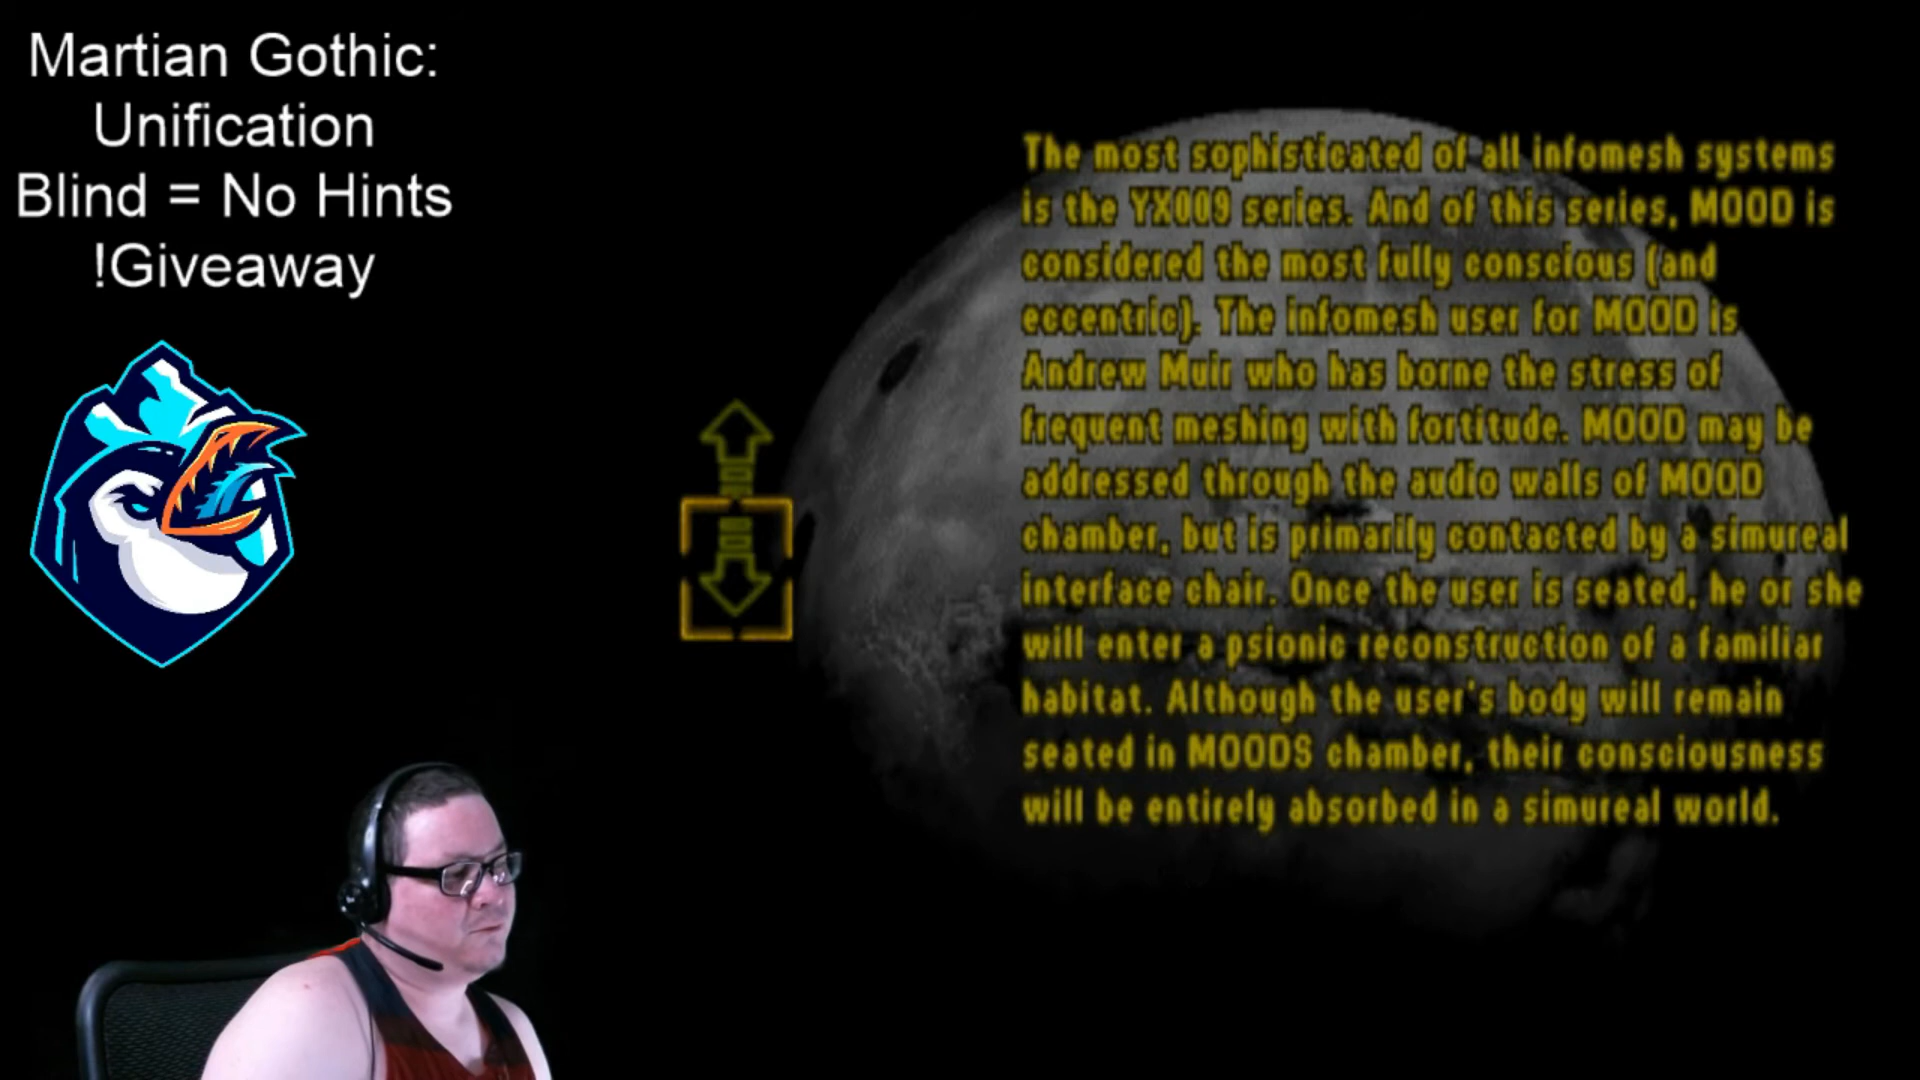 Martian Gothic:
Unification
Blind = No Hints
!Giveaway
The most sophisticated of all infomesh systems
is the YX009 series. And of this series, MOOD is
considered the most fully conscious (and
eccentric). The infomesh user for MOOD is
Andrew Muir who has borne the stress of
frequent meshing with fortitude. MOOD may be
addressed through the audio walls of MOOD
chamber, but is primarily contacted by a simureal
interface chair. Once the user is seated, he or she
will enter a psionic reconstruction of a familiar
habitat. Although the user's body will remain
seated in MOODS chamber, their consciousness
will be entirely absorbed in a simureal world.